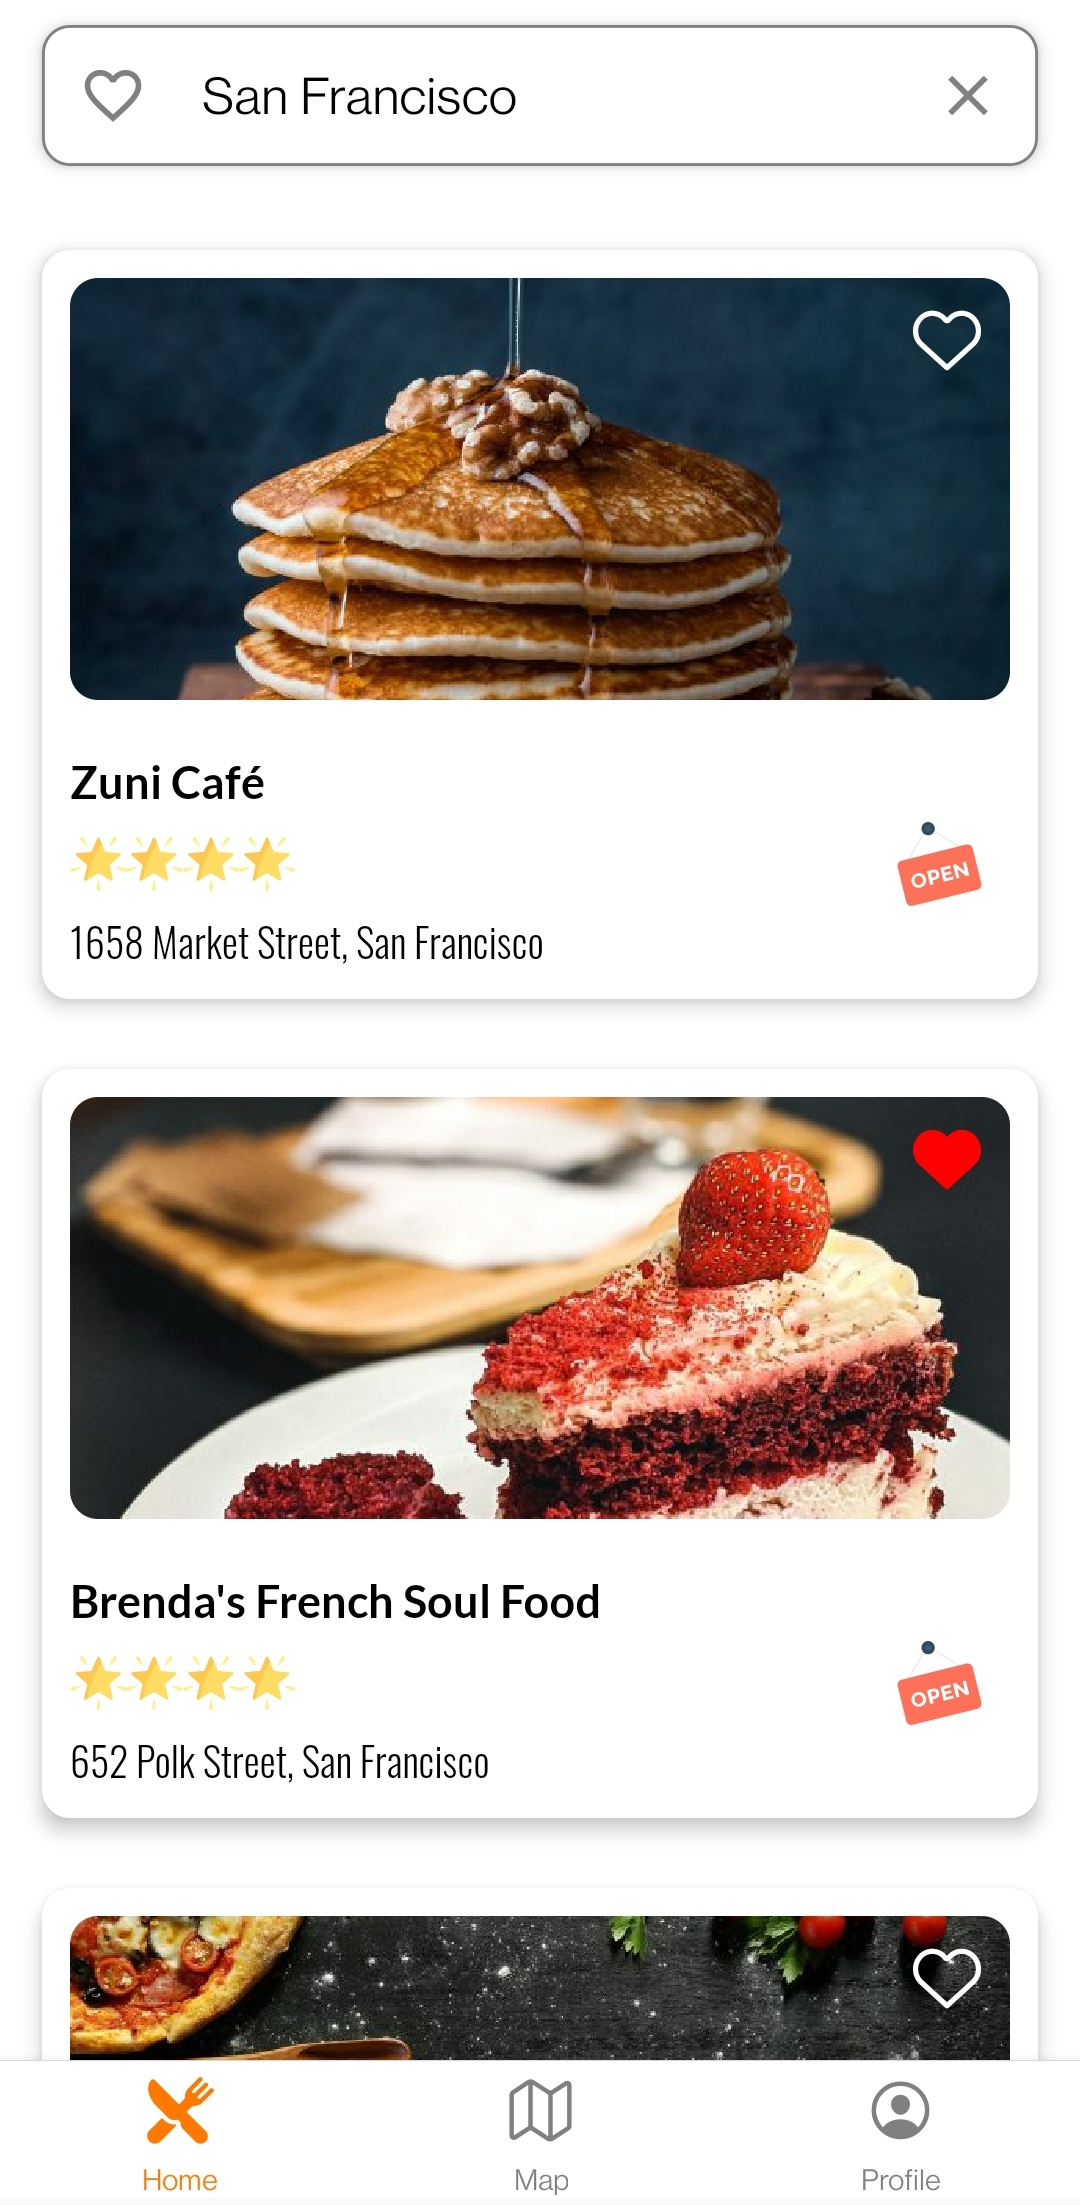 San Francisco
Zuni Café
OPEN
1658 Market Street, San Francisco
Brenda's French Soul Food
OPEN
652 Polk Street, San Francisco
Home
Map
Profile